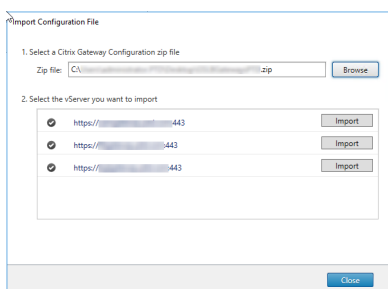 Import Configuration File
1. Select a Citrix Gateway Configuration zip file
Zip file: C:\ .zip Browse
2. Select the vServer you want to import
https:// 443 Import
https:// :443 Import
https:// 443 Import
Close